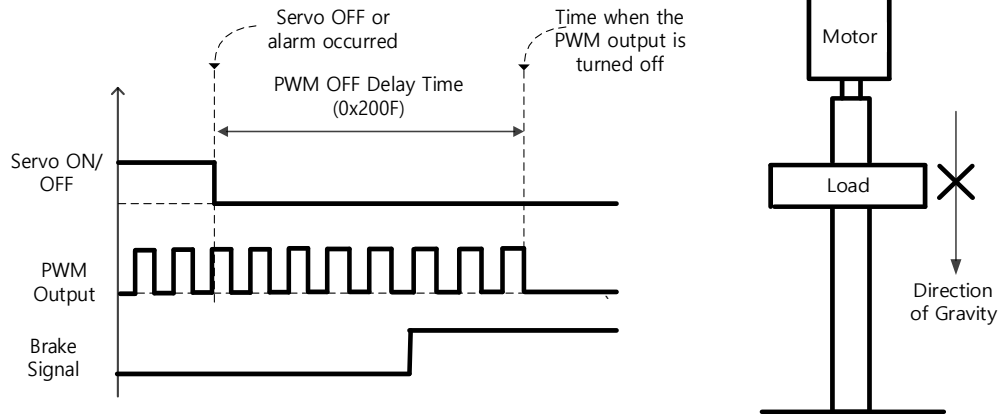 Servo OFF or
alarm occurred
Time when the
PWM output is
turned off
PWM OFF Delay Time
(0x200F)
Servo ON/
OFF
PWM
Output
Brake
Signal
Motor
Load
Direction
of Gravity